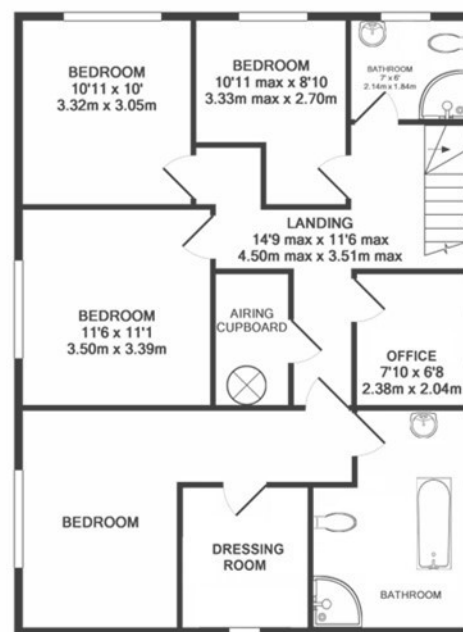 BEDROOM
10'11 x 10'
3.32m x 3.05m
BEDROOM
10'11 max x 8'10
3.33m max x 2.70m
BATHROOM
7' x 6'
2.14m x 1.84m
LANDING
14'9 max x 11'6 max
4.50m max x 3.51m max
BEDROOM
11'6 x 11'1
3.50m x 3.39m
AIRING
CUPBOARD
OFFICE
7'10 x 6'8
2.38m x 2.04m
BEDROOM
DRESSING
ROOM
BATHROOM